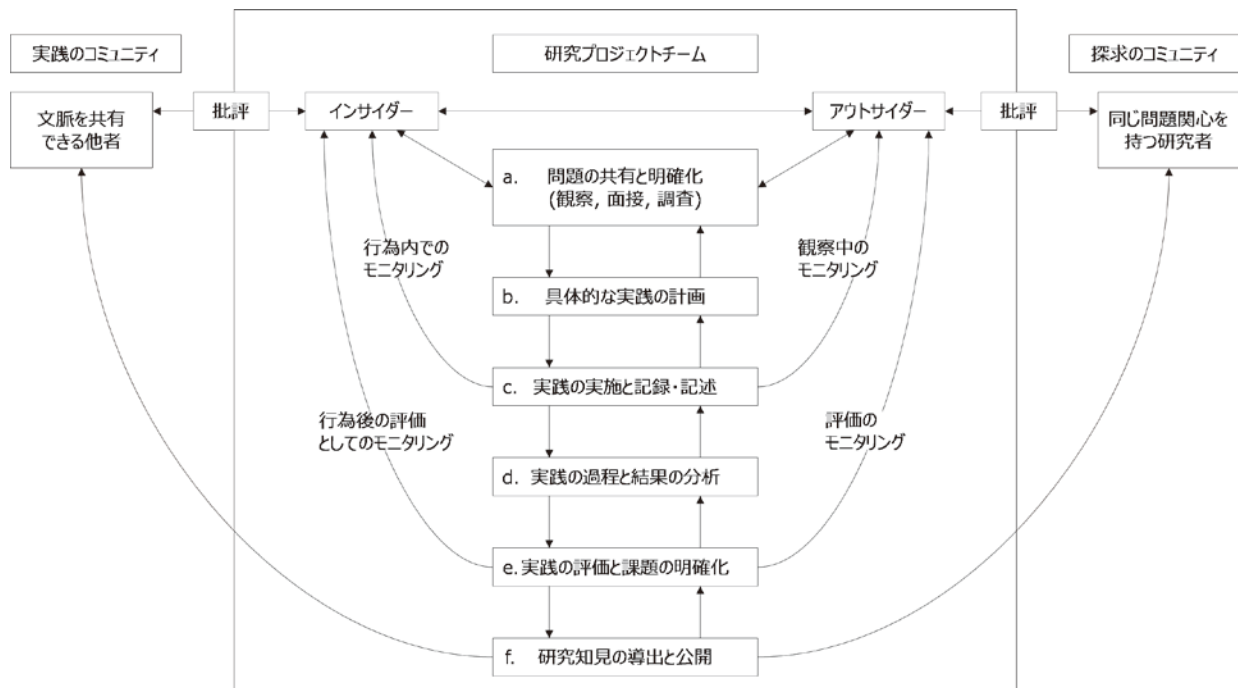 実践のコミュニティ
研究プロジェクトチーム
探求のコミュニティ
文脈を共有
できる他者
批評
インサイダー
アウトサイダー
批評
同じ問題関心を
持つ研究者
a. 問題の共有と明確化
(観察, 面接, 調査)
行為内での
モニタリング
観察中の
モニタリング
b. 具体的な実践の計画
c. 実践の実施と記録・記述
行為後の評価
としてのモニタリング
評価の
モニタリング
d. 実践の過程と結果の分析
e. 実践の評価と課題の明確化
f. 研究知見の導出と公開